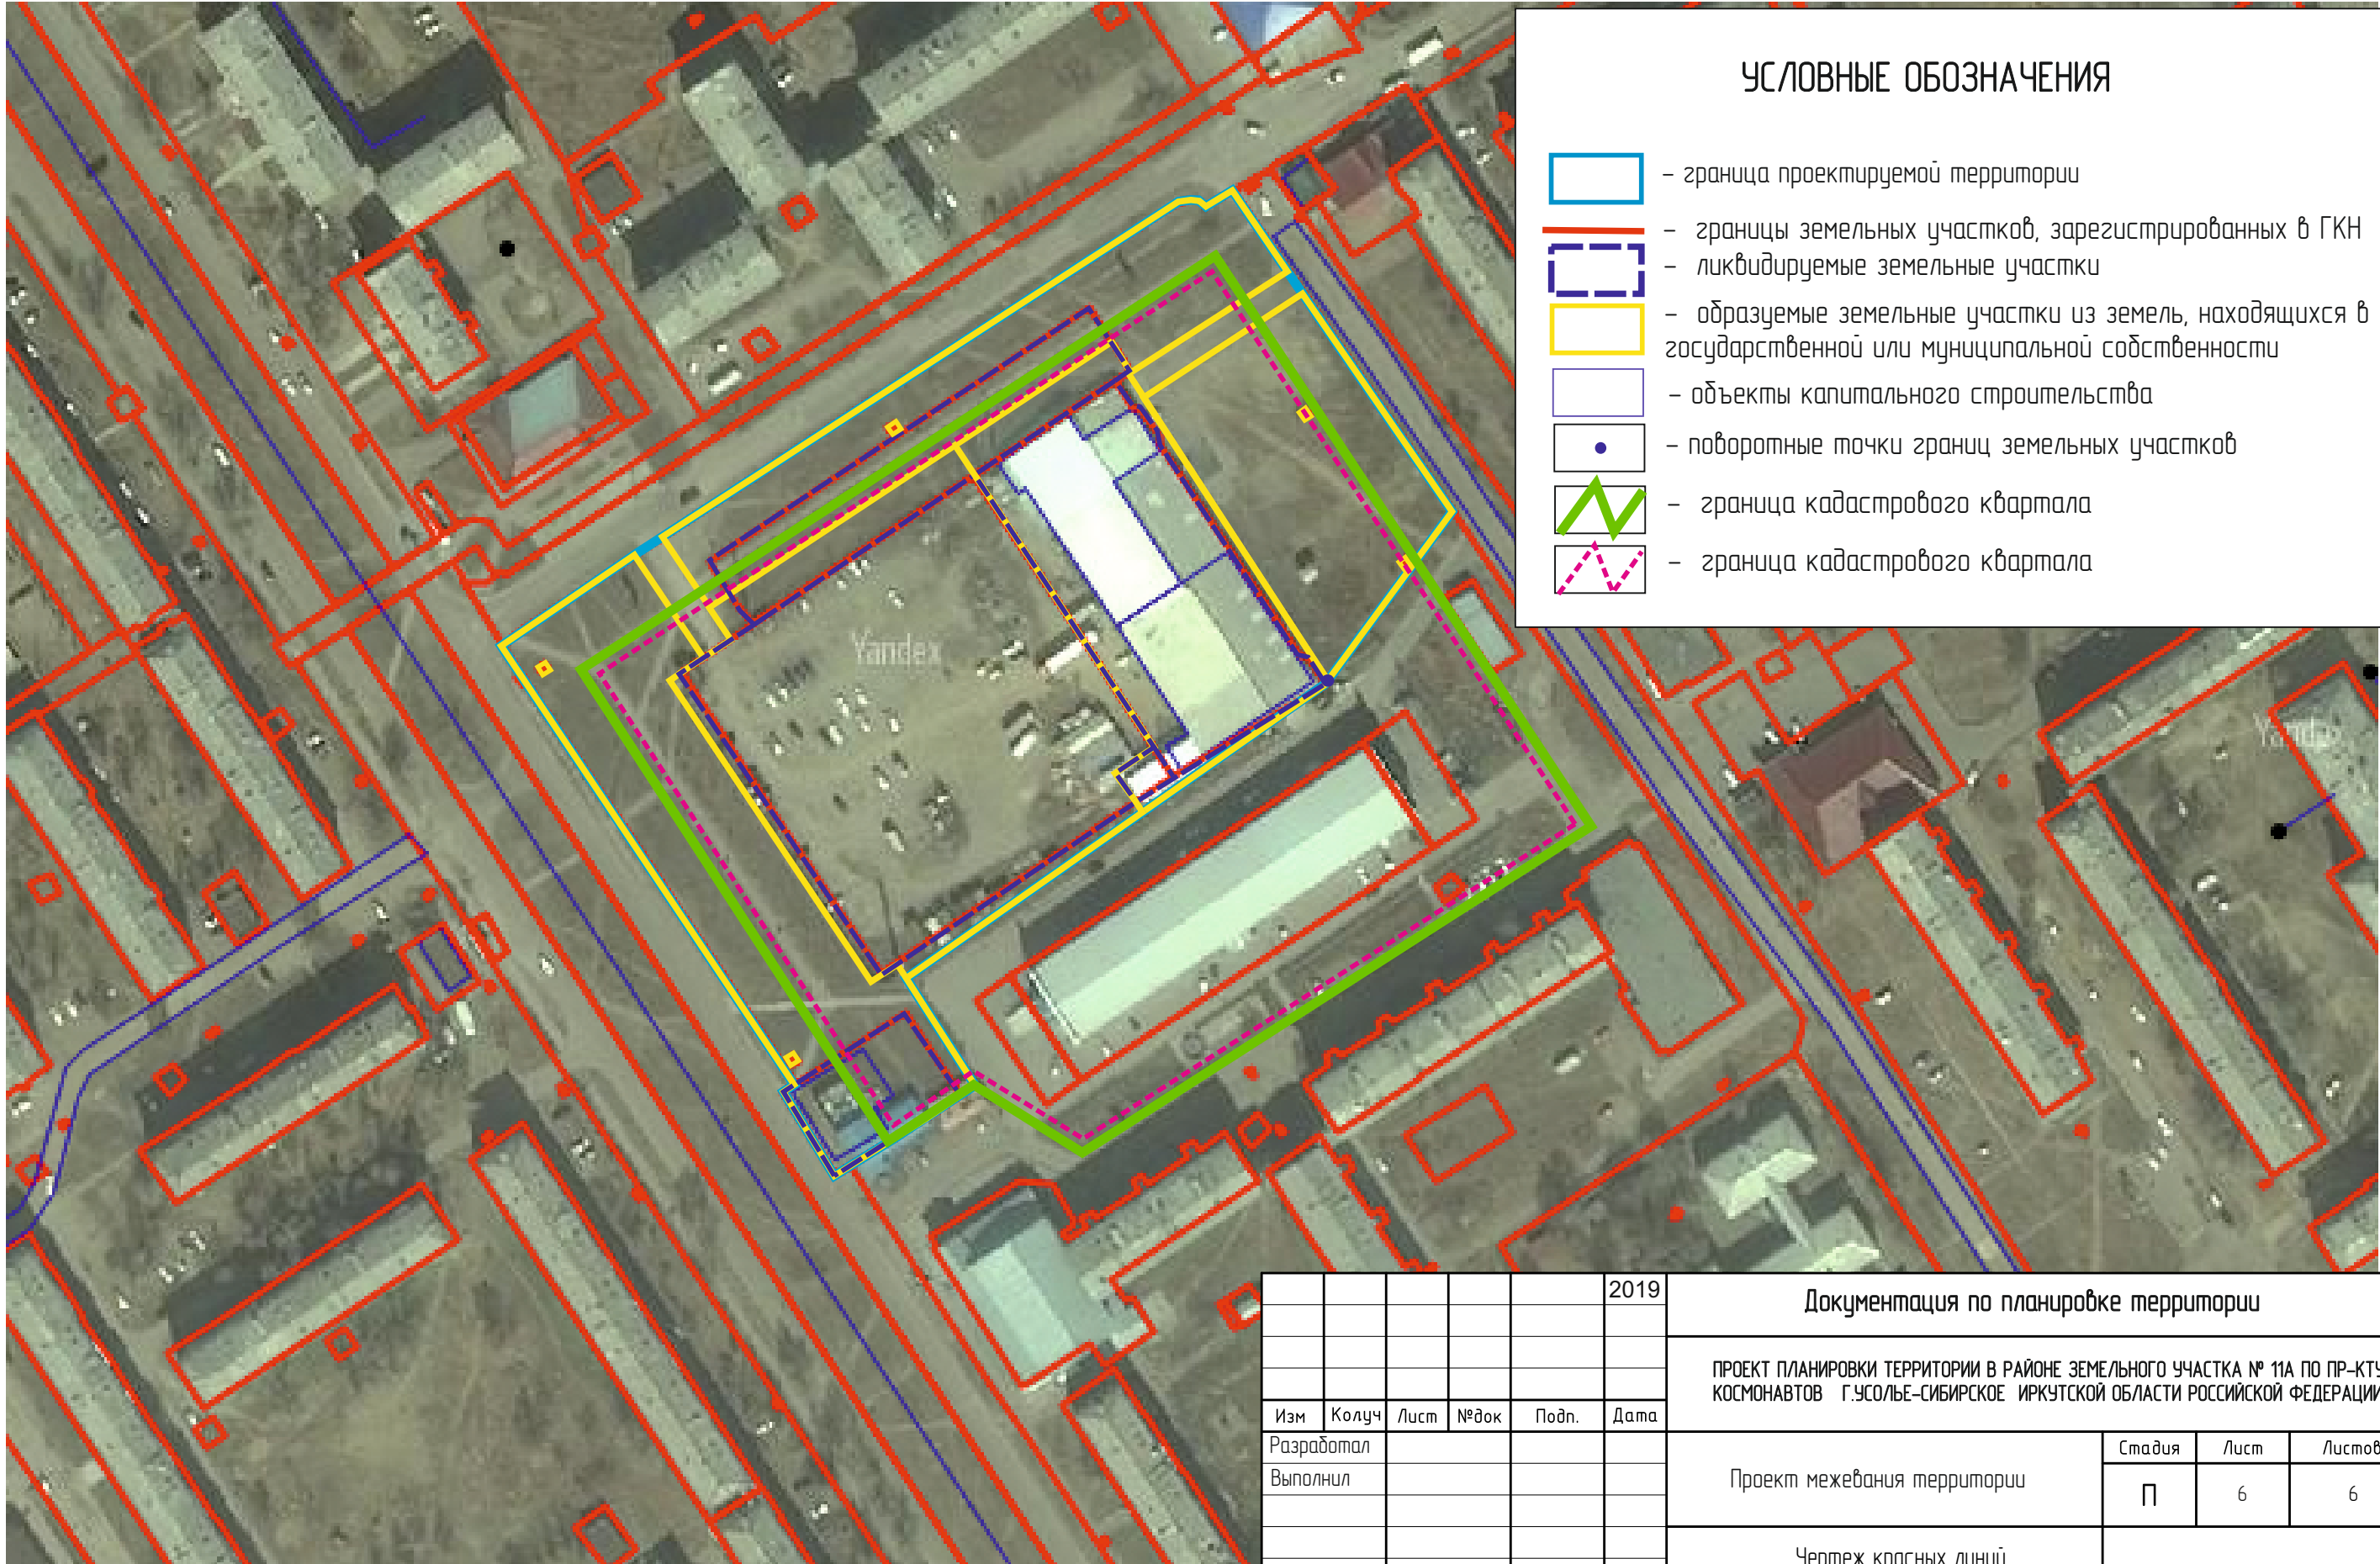 УСЛОВНЫЕ ОБОЗНАЧЕНИЯ
- граница проектируемой территории
- границы земельных участков, зарегистрированных в ГКН
- ликвидируемые земельные участки
- образуемые земельные участки из земель, находящихся в
государственной или муниципальной собственности
- объекты капитального строительства
- поворотные точки границ земельных участков
- граница кадастрового квартала
- граница кадастрового квартала
Yandex
Yandex
2019
Документация по планировке территории
ПРОЕКТ ПЛАНИРОВКИ ТЕРРИТОРИИ В РАЙОНЕ ЗЕМЕЛЬНОГО УЧАСТКА № 11А ПО ПР-КТУ
КОСМОНАВТОВ Г.УСОЛЬЕ-СИБИРСКОЕ ИРКУТСКОЙ ОБЛАСТИ РОССИЙСКОЙ ФЕДЕРАЦИИ
Изм Колуч Лист №док Подп. Дата
Разработал
Выполнил
Проект межевания территории
Стадия Лист Листов
П 6 6
Чертеж красных линий